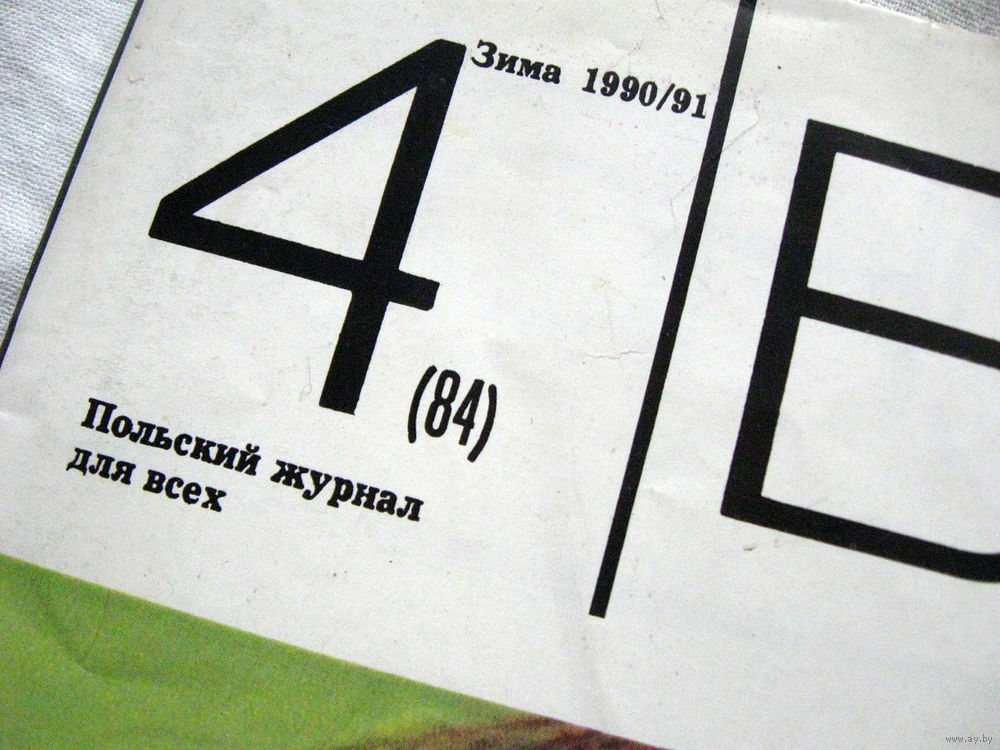 4
Зима 1990/91
(84)
Польский журнал
для всех
www.ay.by